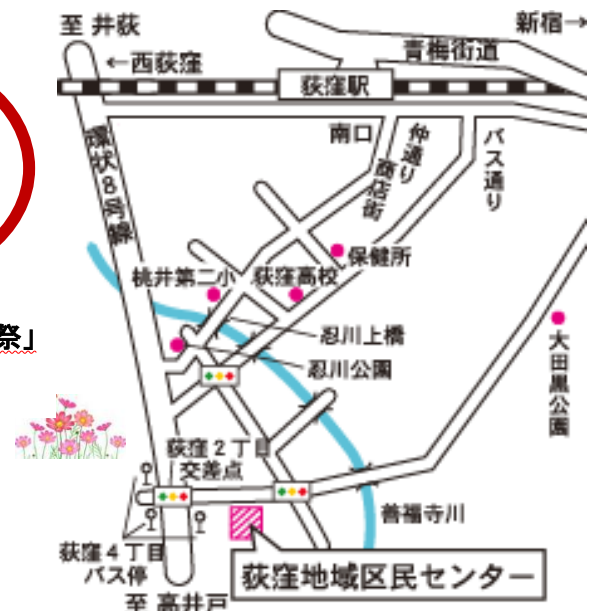 至 井荻
新宿→
←西荻窪
青梅街道
荻窪駅
南口
仲通り
商店街
バス通り
環状8号線
保健所
桃井第二小
荻窪高校
祭」
忍川上橋
忍川公園
大田黒公園
荻窪2丁目
交差点
善福寺川
荻窪4丁目
バス停
荻窪地域区民センター
至 高井戸